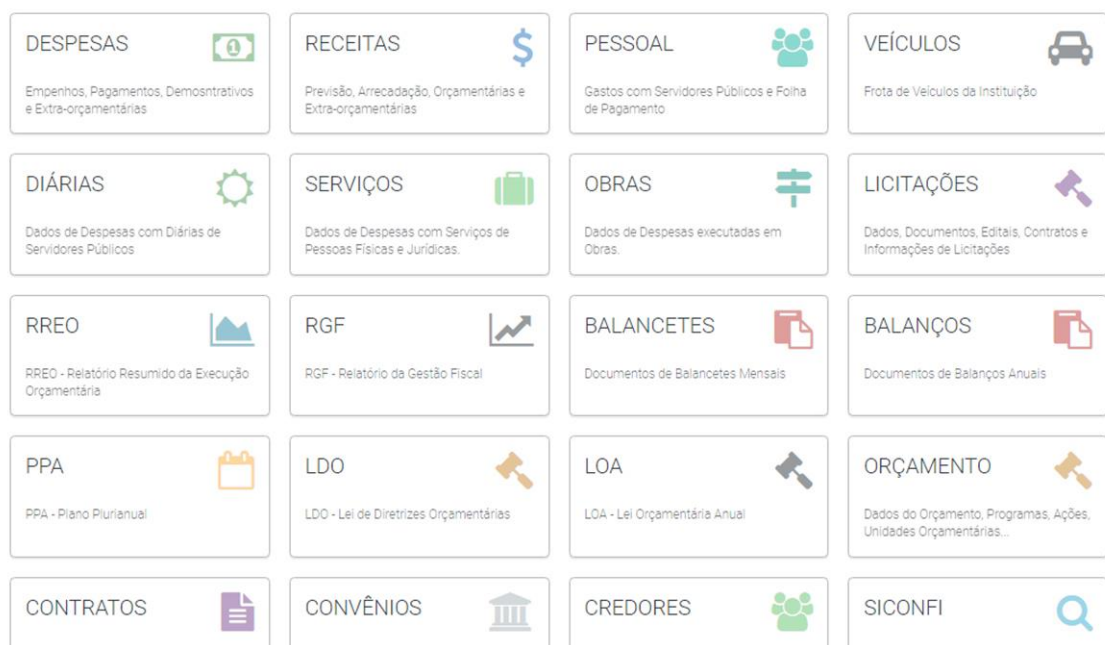 DESPESAS
Empenhos, Pagamentos, Demosntrativos
e Extra-orçamentárias
RECEITAS
Previsão, Arrecadação, Orçamentárias e
Extra-orçamentárias
PESSOAL
Gastos com Servidores Públicos e Folha
de Pagamento
VEÍCULOS
Frota de Veículos da Instituição
DIÁRIAS
Dados de Despesas com Diárias de
Servidores Públicos
SERVIÇOS
Dados de Despesas com Serviços de
Pessoas Físicas e Jurídicas.
OBRAS
Dados de Despesas executadas em
Obras.
LICITAÇÕES
Dados, Documentos, Editais, Contratos e
Informações de Licitações
RREO
RREO - Relatório Resumido da Execução
Orçamentária
RGF
RGF - Relatório da Gestão Fiscal
BALANCETES
Documentos de Balancetes Mensais
BALANÇOS
Documentos de Balanços Anuais
PPA
PPA - Plano Plurianual
LDO
LDO - Lei de Diretrizes Orçamentárias
LOA
LOA - Lei Orçamentária Anual
ORÇAMENTO
Dados do Orçamento, Programas, Ações,
Unidades Orçamentárias...
CONTRATOS
CONVÊNIOS
CREDORES
SICONFI